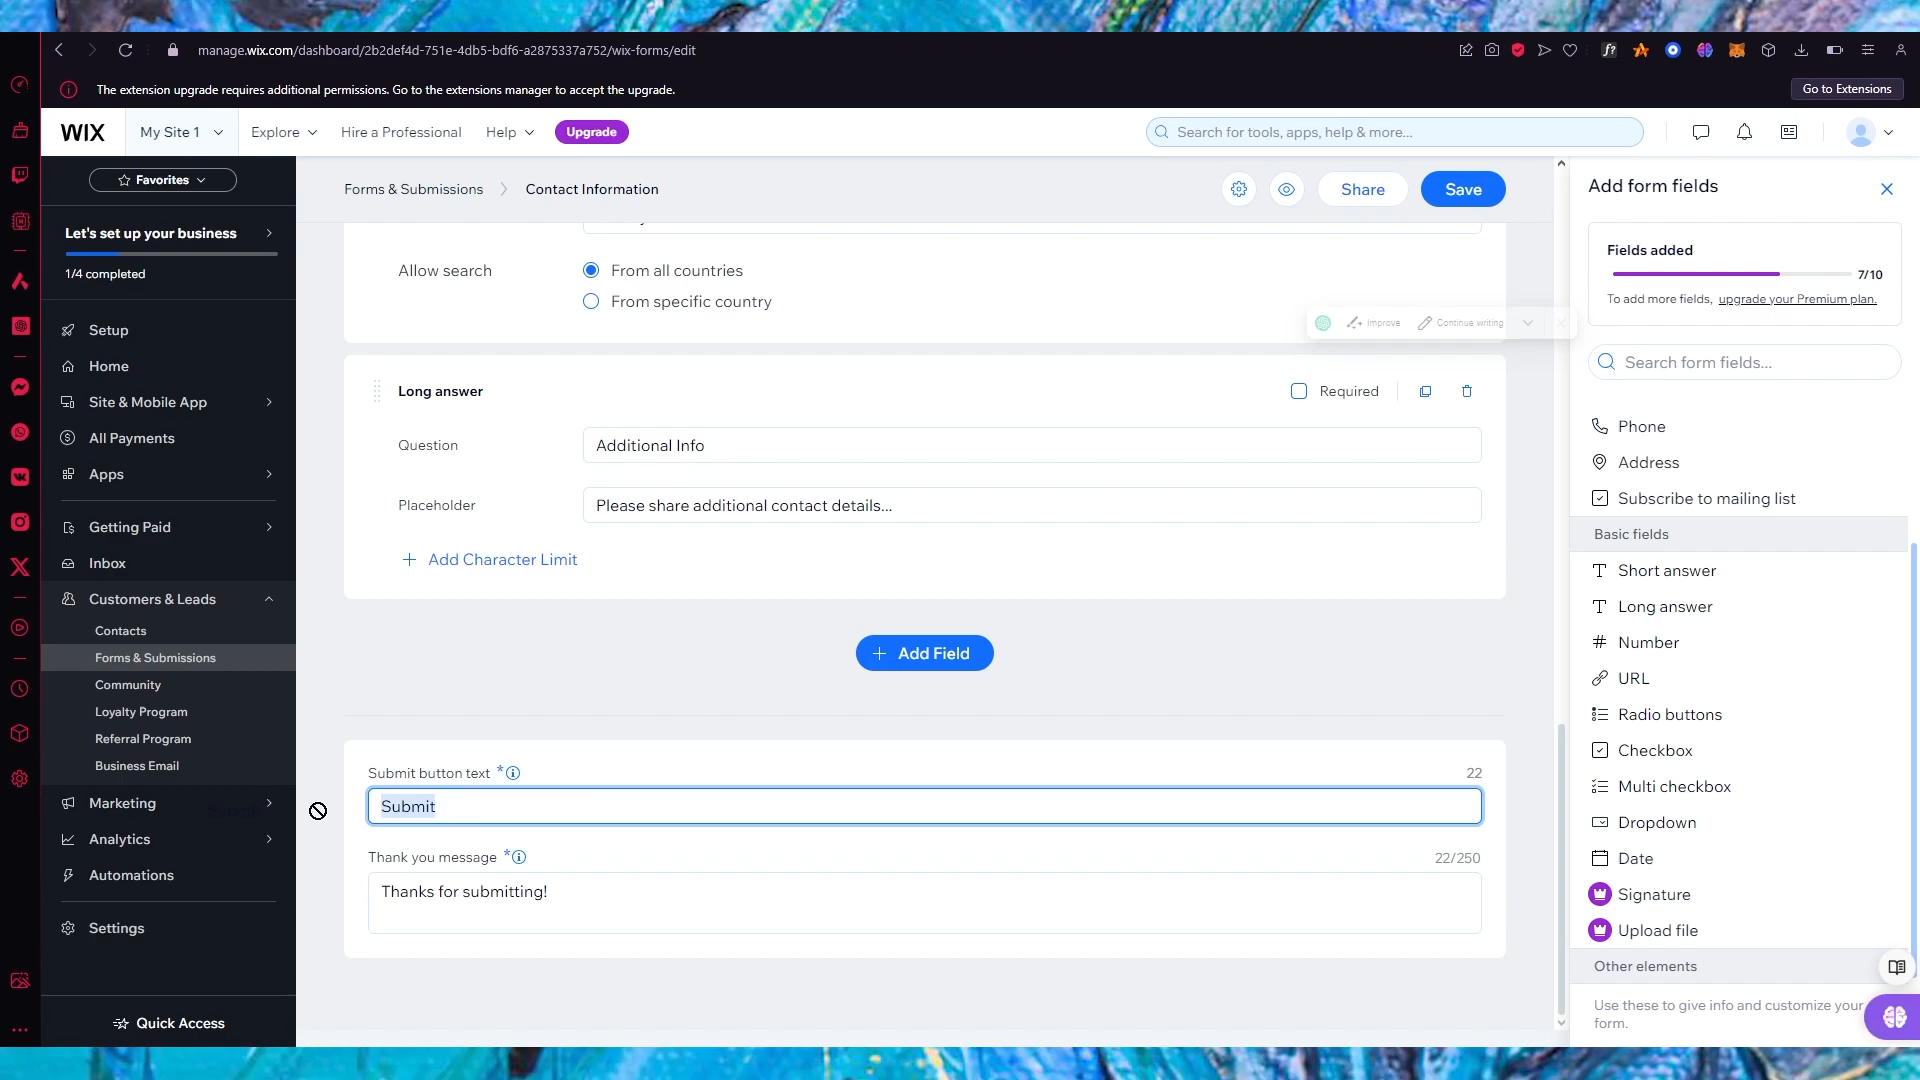 manage.wix.com/dashboard/2b2def4d-751e-4db5-bdf6-a2875337a752/wix-forms/edit
The extension upgrade requires additional permissions. Go to the extensions manager to accept the upgrade.
Go to Extensions
WIX
My Site 1
Explore
Hire a Professional
Help
Upgrade
Search for tools, apps, help & more...
Favorites
Let's set up your business
1/4 completed
Setup
Home
Site & Mobile App
All Payments
Apps
Getting Paid
Inbox
Customers & Leads
Contacts
Forms & Submissions
Community
Loyalty Program
Referral Program
Business Email
Marketing
Analytics
Automations
Settings
Quick Access
Forms & Submissions
Contact Information
Share
Save
Allow search
From all countries
From specific country
Improve
Continue writing
Long answer
Required
Question
Additional Info
Placeholder
Please share additional contact details...
+ Add Character Limit
+ Add Field
Submit button text *
22
Submit
Thank you message *
22/250
Thanks for submitting!
Add form fields
Fields added
7/10
To add more fields, upgrade your Premium plan.
Search form fields...
Phone
Address
Subscribe to mailing list
Basic fields
Short answer
Long answer
Number
URL
Radio buttons
Checkbox
Multi checkbox
Dropdown
Date
Signature
Upload file
Other elements
Use these to give info and customize your
form.